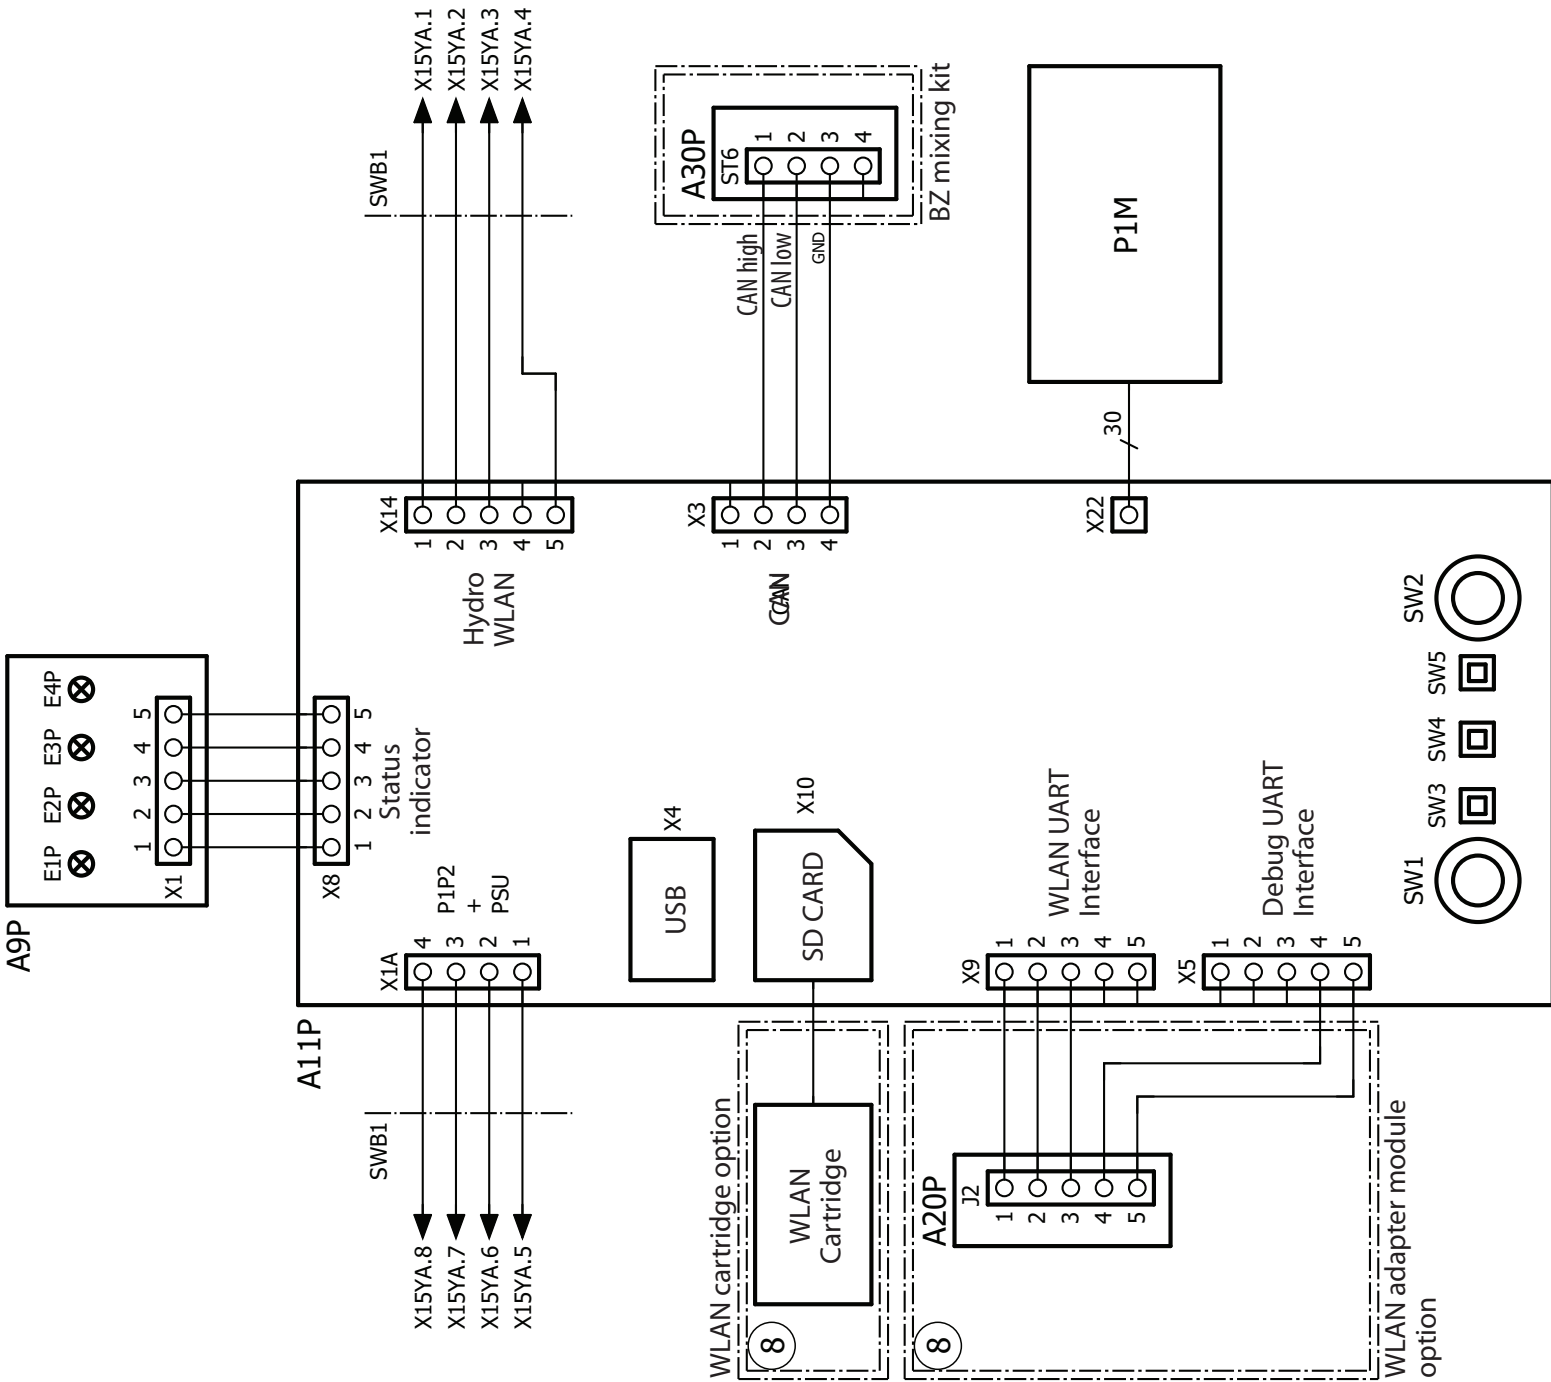 A9P
E1P
E2P
E3P
E4P
X1
1 2 3 4 5
X8
1 2 3 4 5
Status
indicator
A11P
X1A
4
3
2
1
P1P2
+
PSU
SWB1
X15YA.8
X15YA.7
X15YA.6
X15YA.5
X14
1
2
3
4
5
Hydro
WLAN
SWB1
X15YA.1
X15YA.2
X15YA.3
X15YA.4
USB
X4
SD CARD
X10
X3
1
2
3
4
CAN
CAN
CAN high
CAN low
GND
A30P
ST6
1
2
3
4
BZ mixing kit
WLAN cartridge option
WLAN
Cartridge
8
X9
1
2
3
4
5
WLAN UART
Interface
X5
1
2
3
4
5
Debug UART
Interface
A20P
J2
1
2
3
4
5
8
WLAN adapter module
option
X22
30
P1M
SW1
SW3
SW4
SW5
SW2